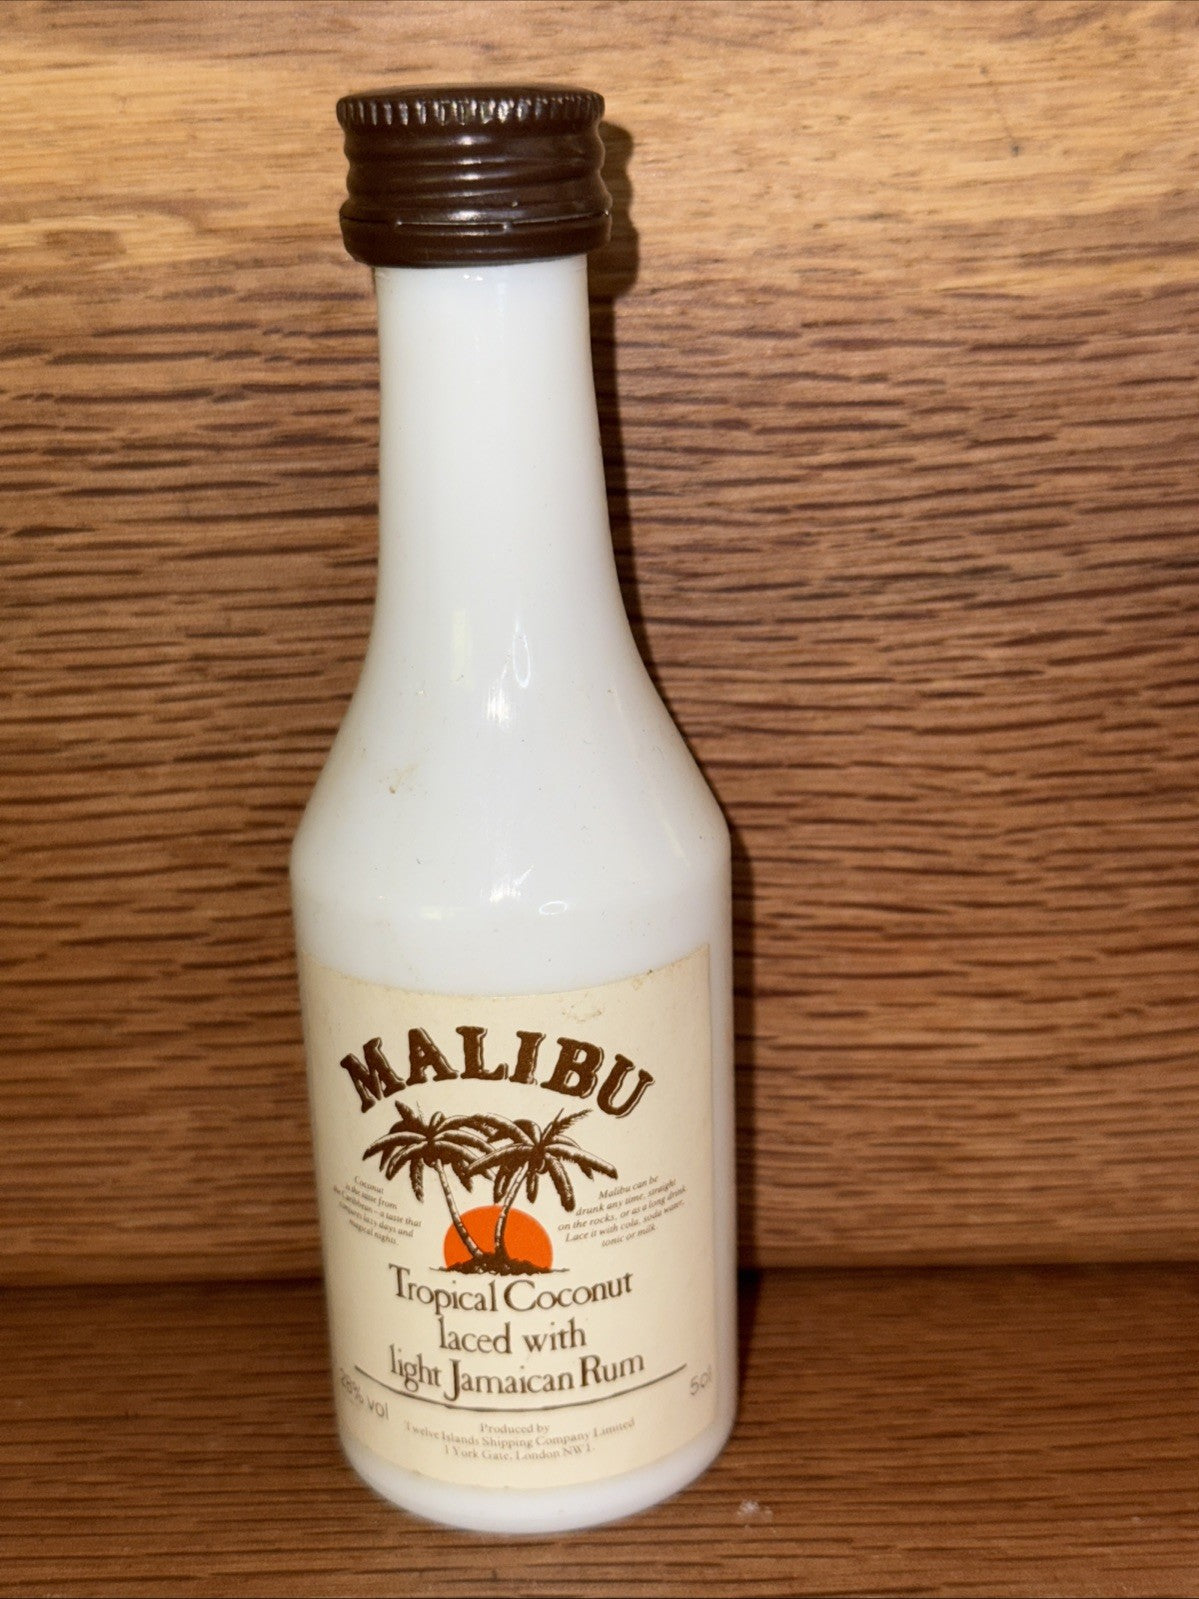 MALIBU
Coconut
is the taste from
the Caribbean - a taste that
conjures lazy days and
magical nights.
Malibu can be
drunk any time, straight
on the rocks, or as a long drink
Lace it with cola, soda water,
tonic or milk.
Tropical Coconut
laced with
light Jamaican Rum
28% vol
5cl
Produced by
Twelve Islands Shipping Company Limited
1 York Gate, London NW1.